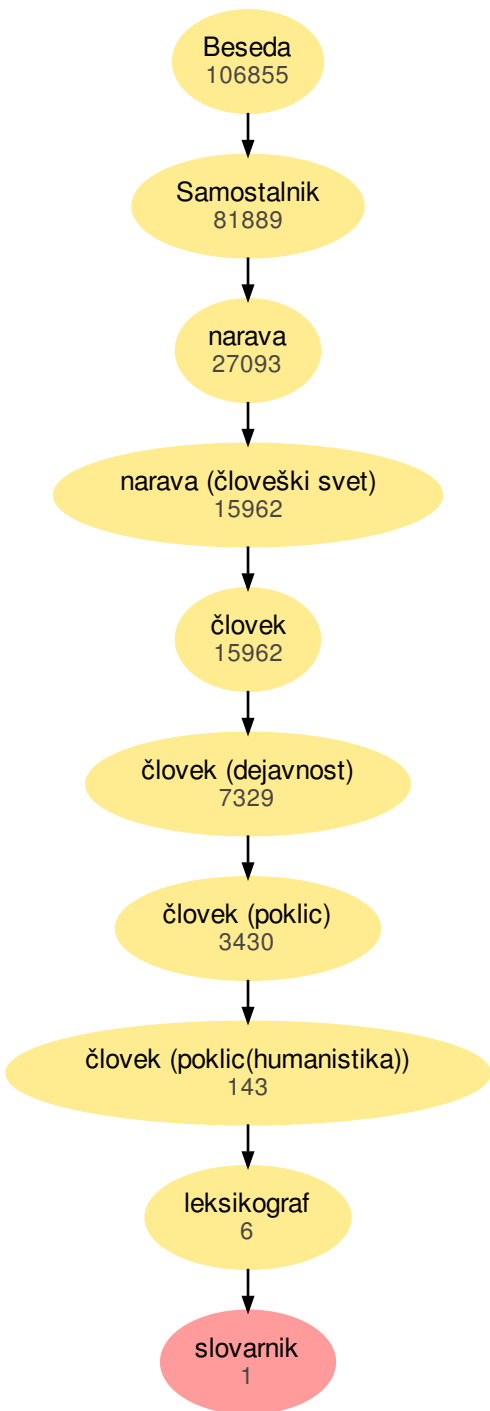 Beseda
106855
Samostalnik
81889
narava
27093
narava (človeški svet)
15962
človek
15962
človek (dejavnost)
7329
človek (poklic)
3430
človek (poklic(humanistika))
143
leksikograf
6
slovarnik
1